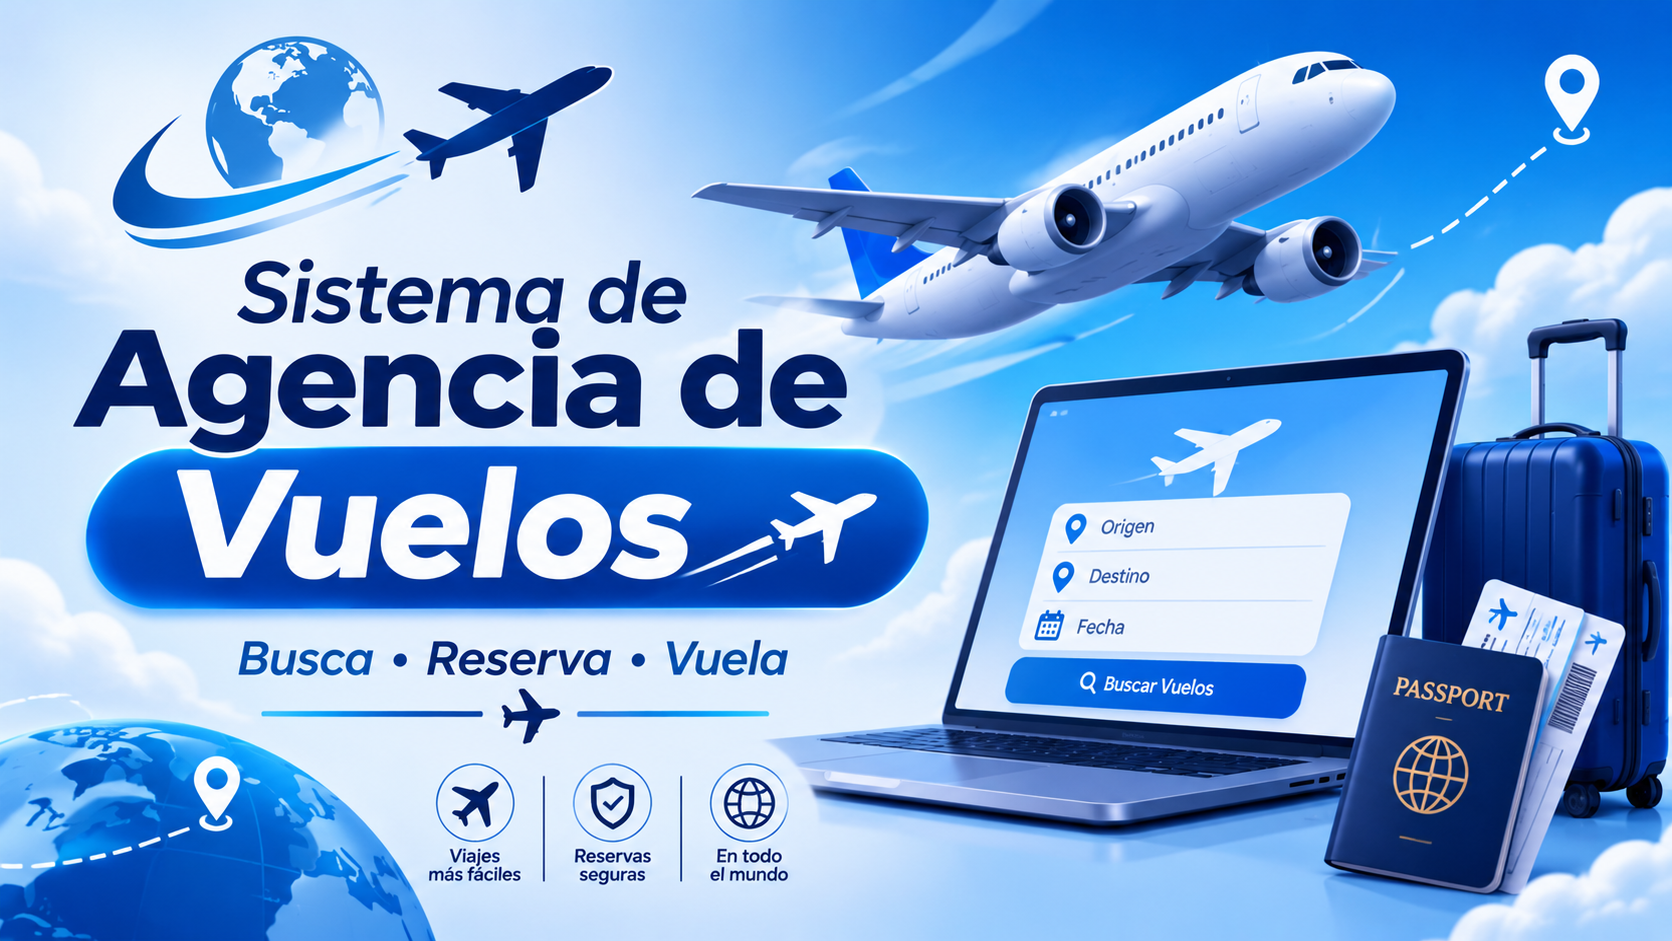 Sistema de
Agencia de
Vuelos
Busca • Reserva • Vuela
Viajes
más fáciles
Reservas
seguras
En todo
el mundo
Origen
Destino
Fecha
Buscar Vuelos
PASSPORT